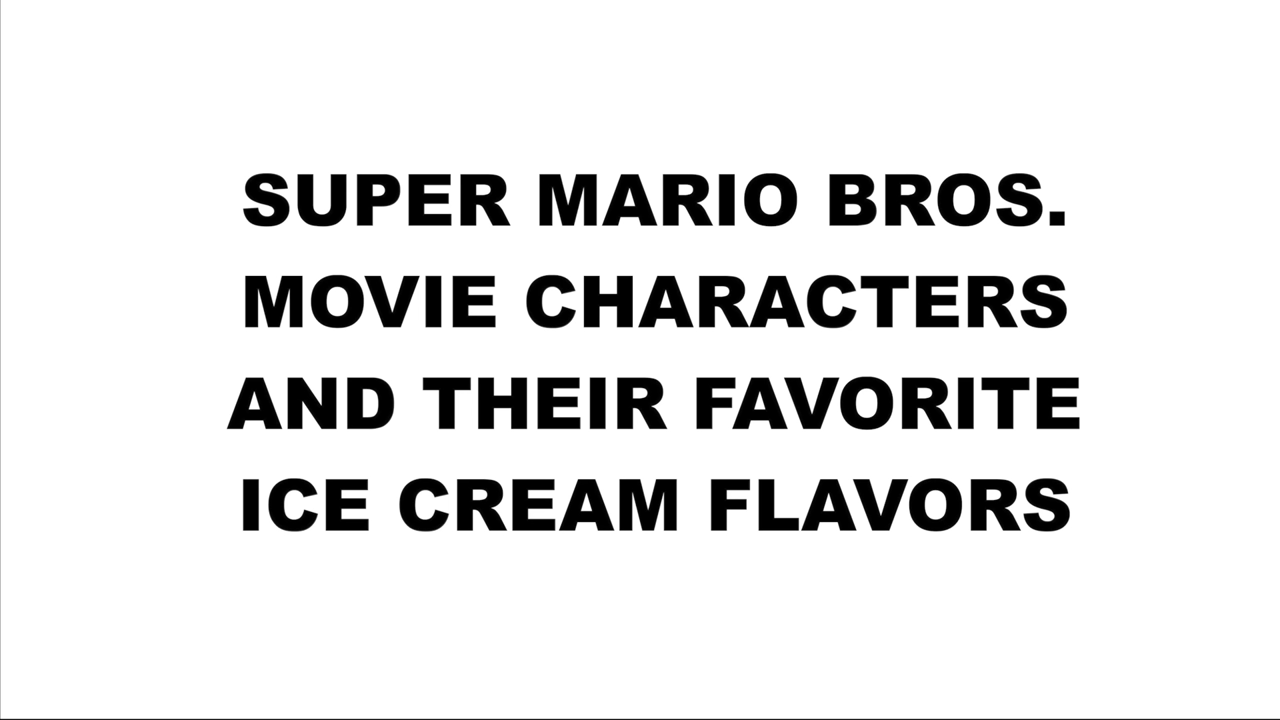 SUPER MARIO BROS.
MOVIE CHARACTERS
AND THEIR FAVORITE
ICE CREAM FLAVORS